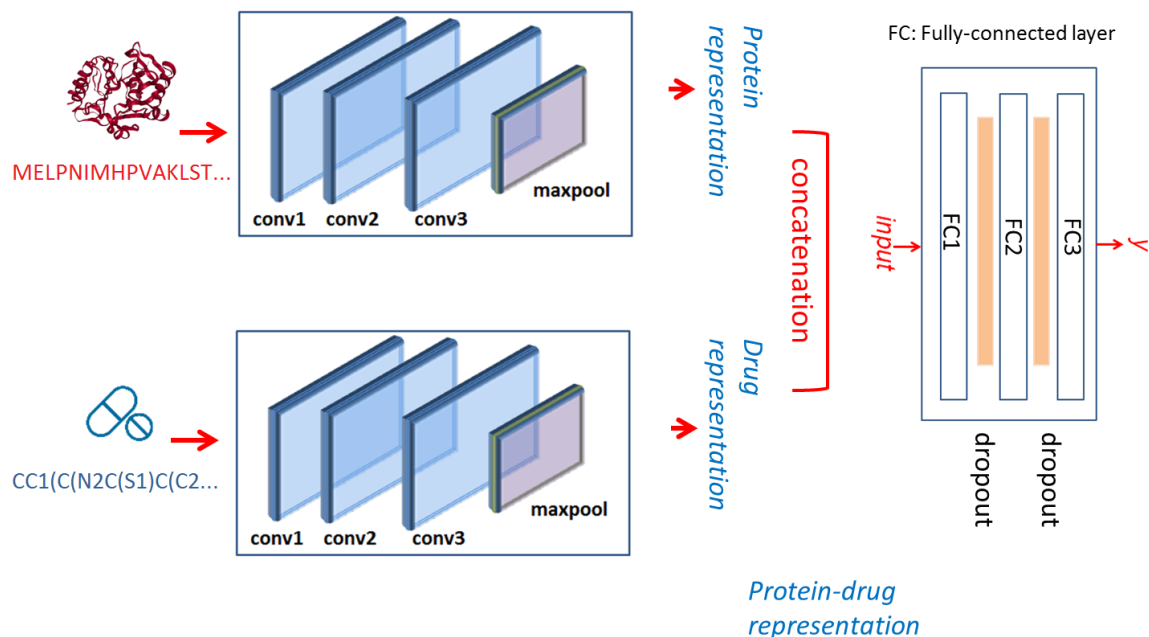 MELPNIMHPVAKLST...
conv1
conv2
conv3
maxpool
Protein
representation
CC1(C(N2C(S1)C(C2...
conv1
conv2
conv3
maxpool
Drug
representation
concatenation
Protein-drug
representation
FC: Fully-connected layer
input
FC1
FC2
FC3
y
dropout
dropout